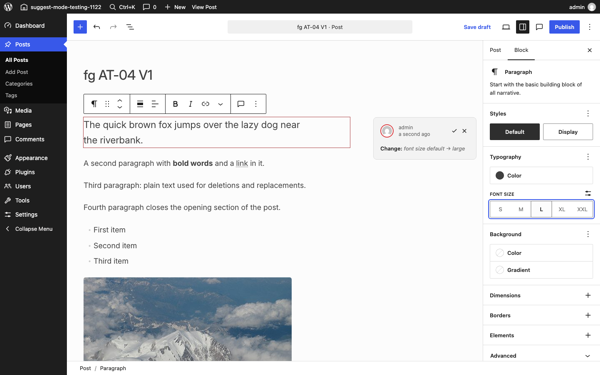 suggest-mode-testing-1122 Ctrl+K 0 New View Post admin
Dashboard
Posts
All Posts
Add Post
Categories
Tags
Media
Pages
Comments
Appearance
Plugins
Users
Tools
Settings
Collapse Menu
fg AT-04 V1 · Post
Save draft
Publish
fg AT-04 V1
B I
The quick brown fox jumps over the lazy dog near
the riverbank.
A second paragraph with bold words and a link in it.
Third paragraph: plain text used for deletions and replacements.
Fourth paragraph closes the opening section of the post.
First item
Second item
Third item
admin
a second ago
Change: font size default → large
Post Block
Paragraph
Start with the basic building block of
all narrative.
Styles
Default Display
Typography
Color
FONT SIZE
S M L XL XXL
Background
Color
Gradient
Dimensions
Borders
Elements
Advanced
Post / Paragraph